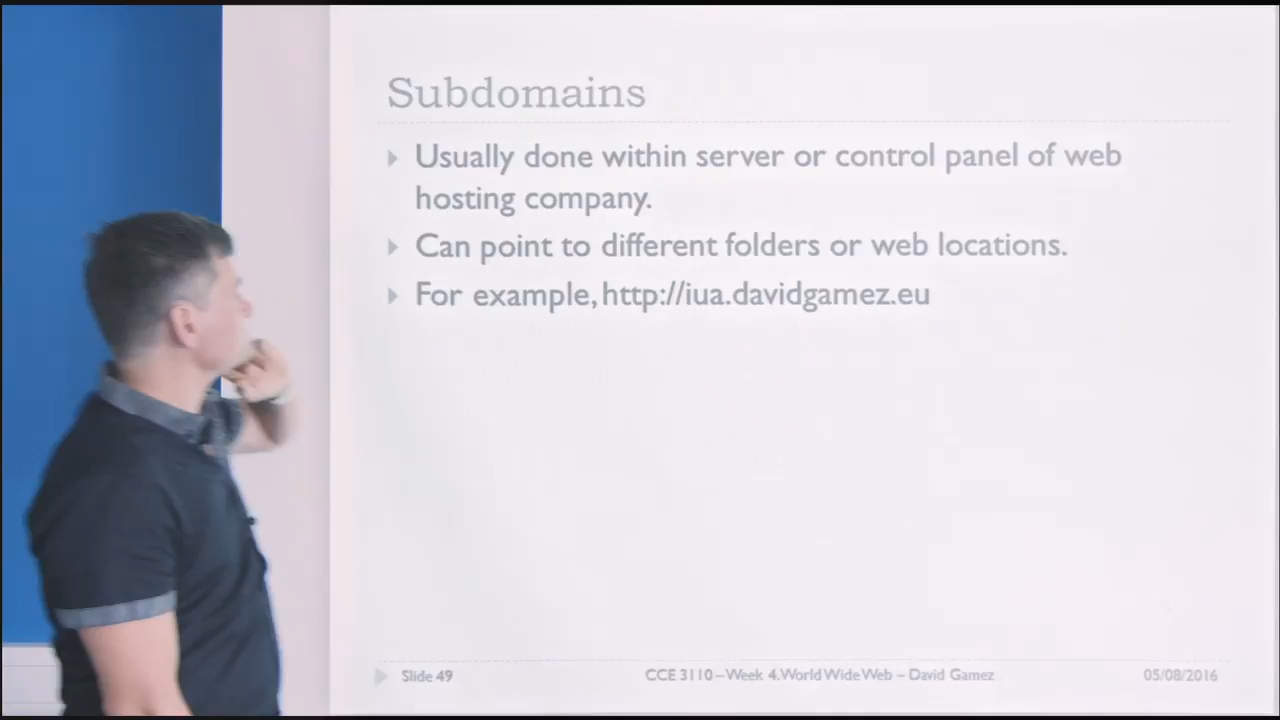 Subdomains
Usually done within server or control panel of web
hosting company.
Can point to different folders or web locations.
For example, http://iua.davidgamez.eu
Slide 49
CCE 3110 – Week 4. World Wide Web – David Gamez
05/08/2016